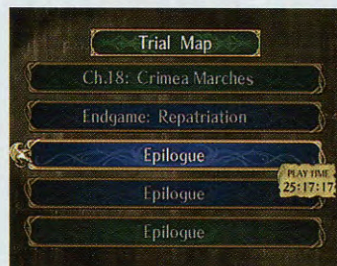 Trial Map
Ch.18: Crimea Marches
Endgame: Repatriation
Epilogue
PLAY TIME
25:17:17
Epilogue
Epilogue